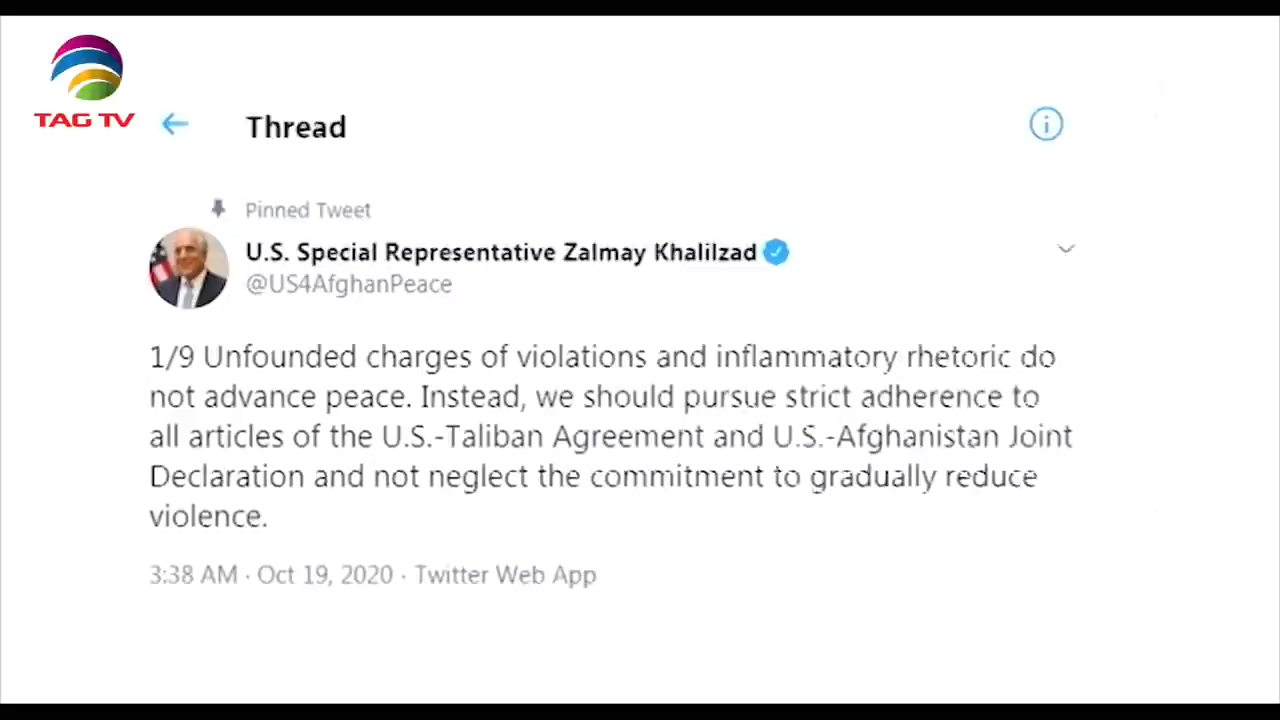 TAG TV
Thread
Pinned Tweet
U.S. Special Representative Zalmay Khalilzad
@US4AfghanPeace
1/9 Unfounded charges of violations and inflammatory rhetoric do
not advance peace. Instead, we should pursue strict adherence to
all articles of the U.S.-Taliban Agreement and U.S.-Afghanistan Joint
Declaration and not neglect the commitment to gradually reduce
violence.
3:38 AM · Oct 19, 2020 · Twitter Web App